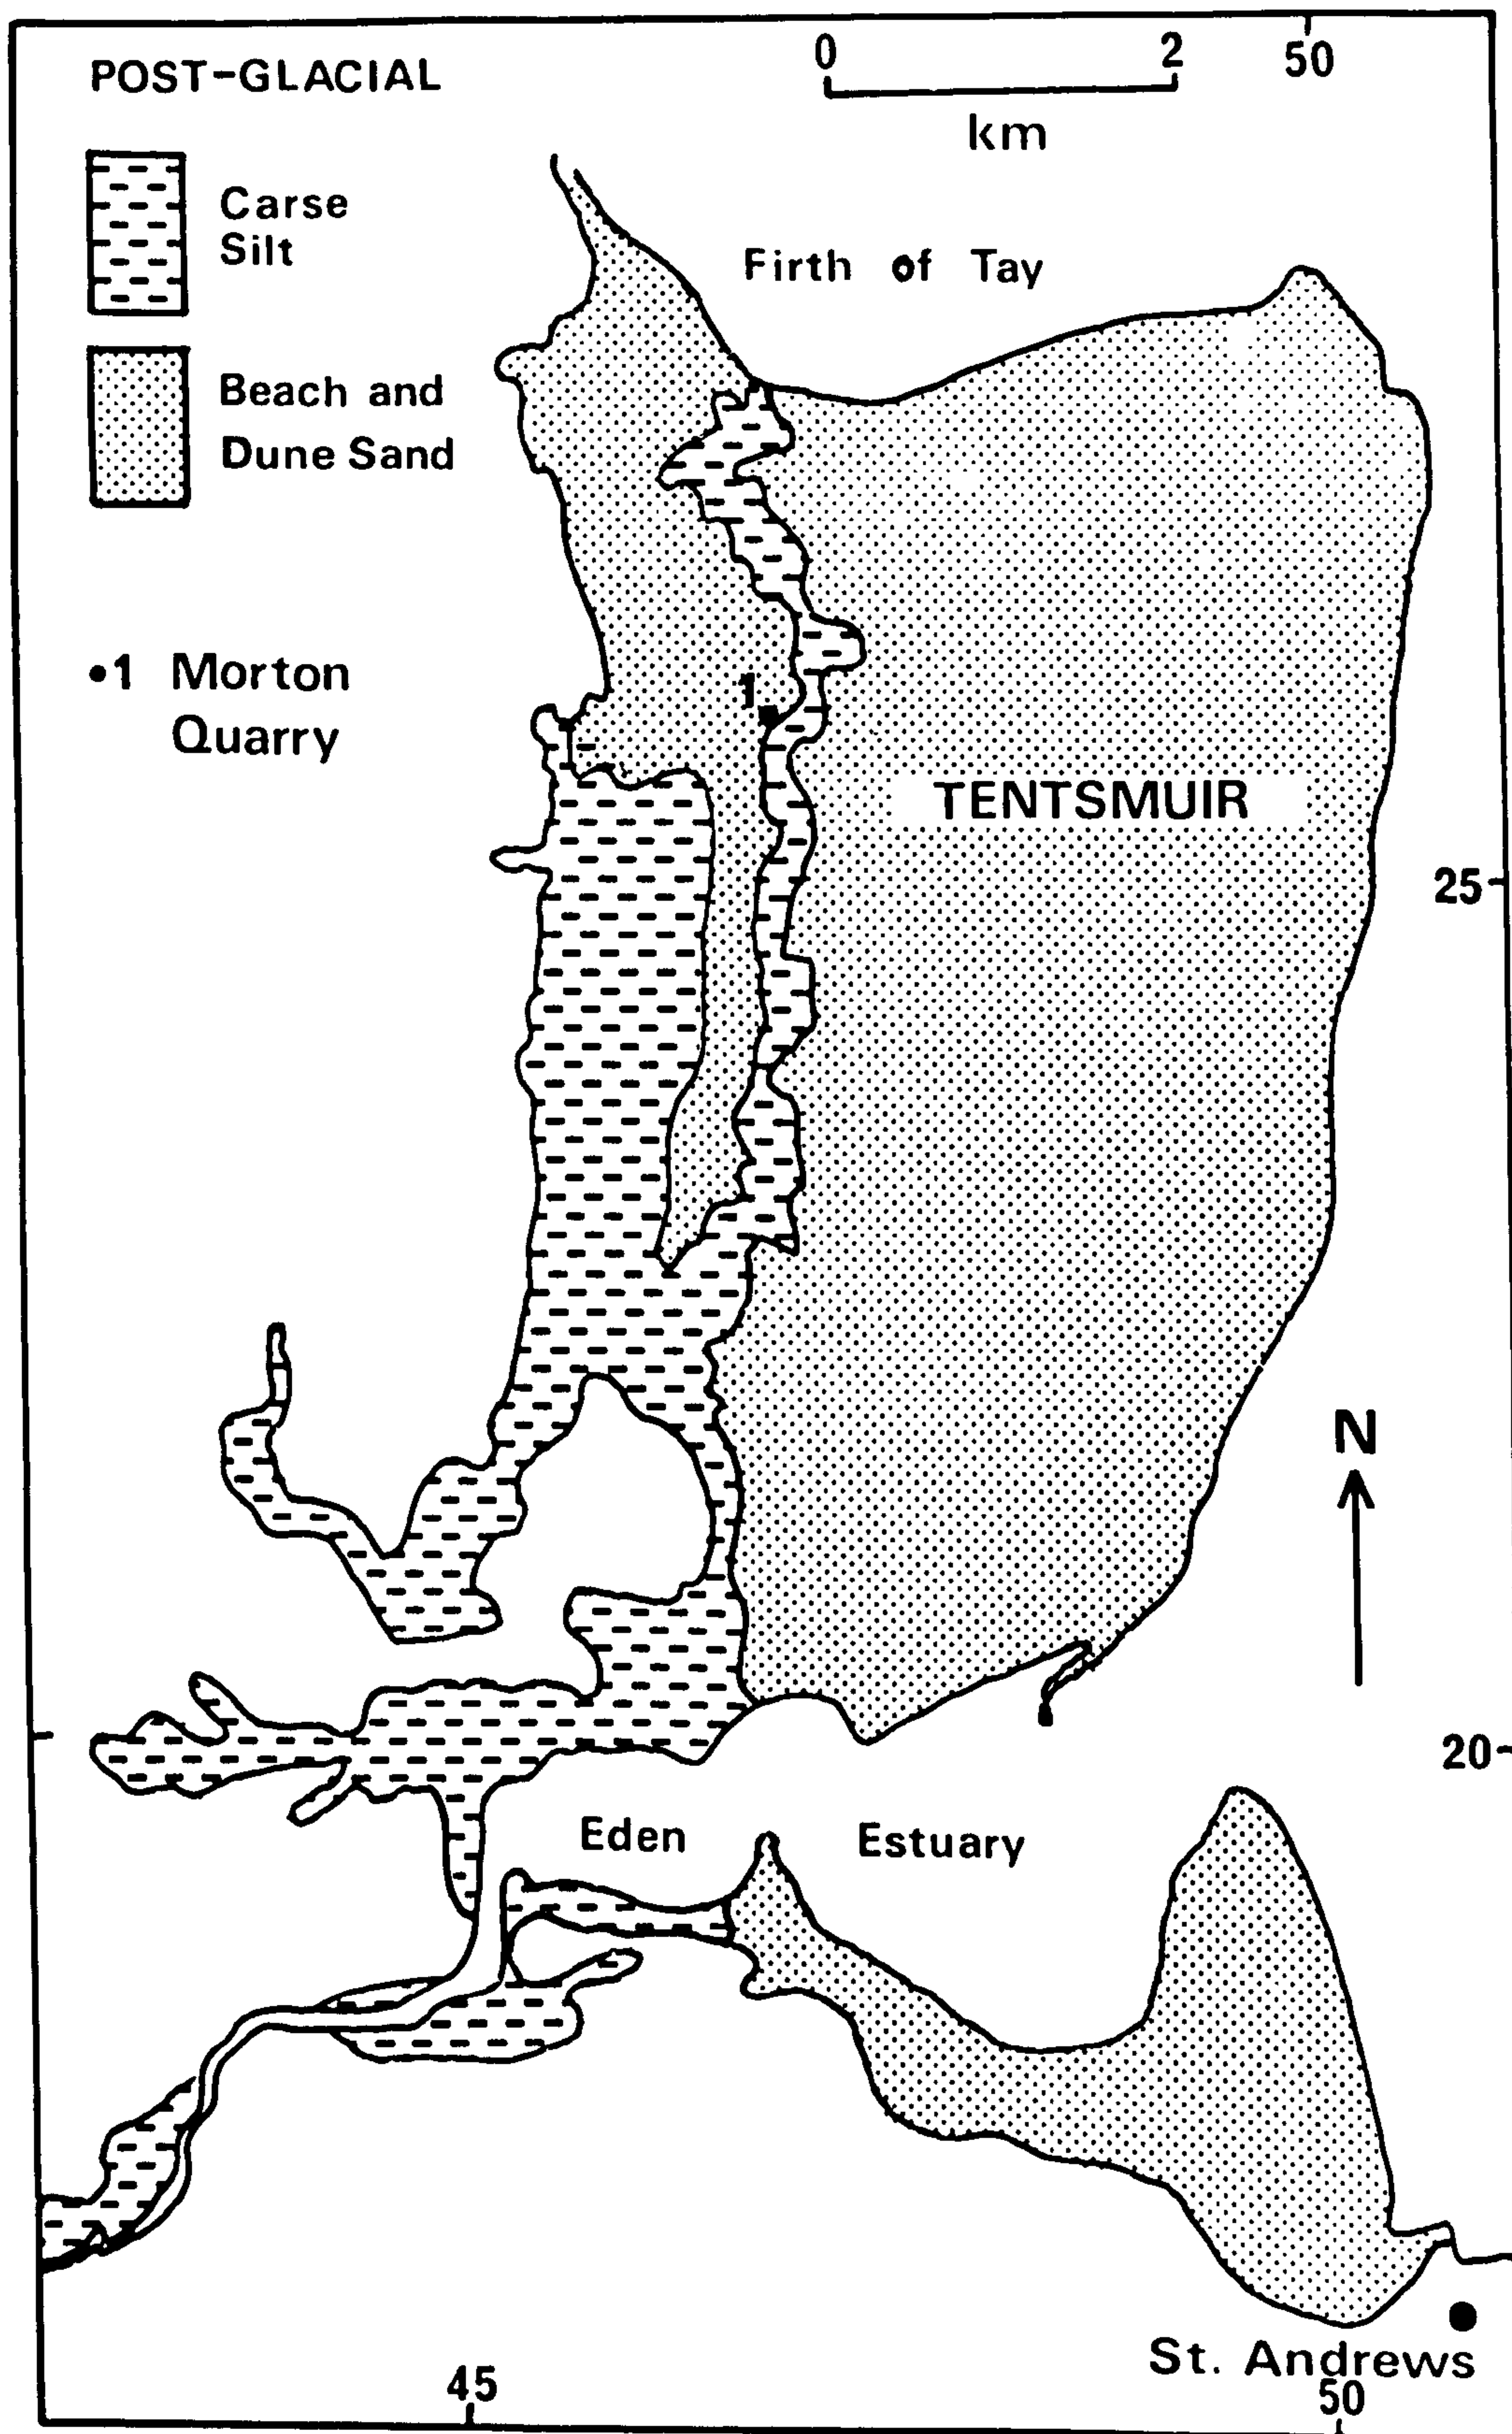 POST-GLACIAL
0 2 50
km
Carse
Silt
Firth of Tay
Beach and
Dune Sand
•1 Morton
Quarry
1
TENTSMUIR
25
N
20
Eden Estuary
St. Andrews
45 50